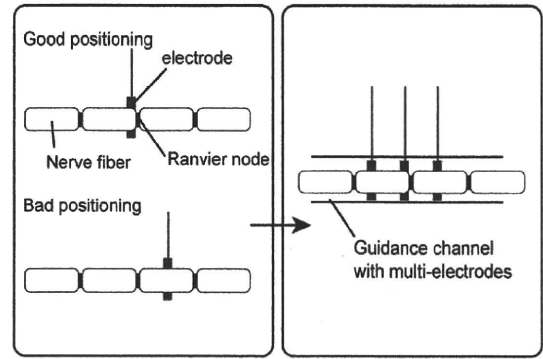 Good positioning
electrode
Nerve fiber
Ranvier node
Bad positioning
Guidance channel
with multi-electrodes